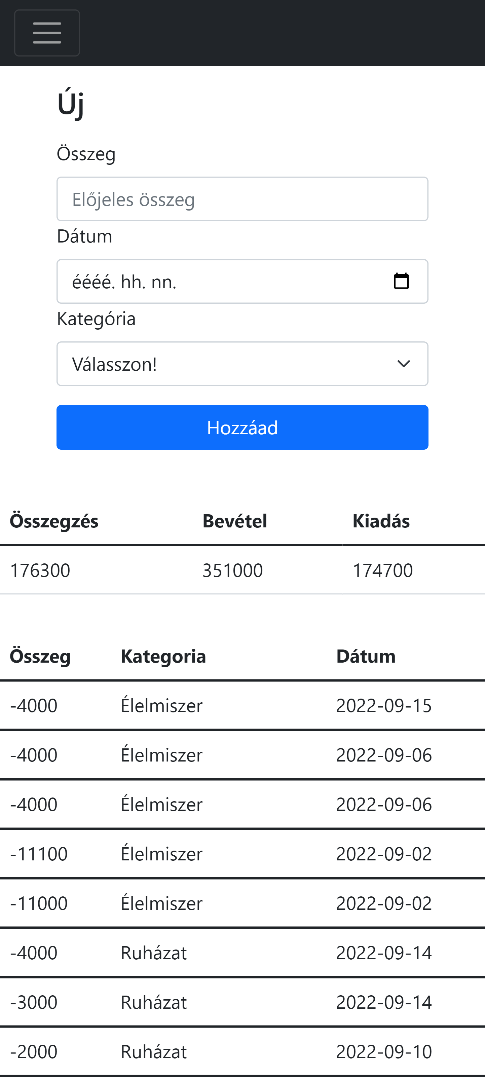 Új
Összeg
Előjeles összeg
Dátum
éééé. hh. nn.
Kategória
Válasszon!
Hozzáad
Összegzés Bevétel Kiadás
176300 351000 174700
Összeg Kategoria Dátum
-4000 Élelmiszer 2022-09-15
-4000 Élelmiszer 2022-09-06
-4000 Élelmiszer 2022-09-06
-11100 Élelmiszer 2022-09-02
-11000 Élelmiszer 2022-09-02
-4000 Ruházat 2022-09-14
-3000 Ruházat 2022-09-14
-2000 Ruházat 2022-09-10